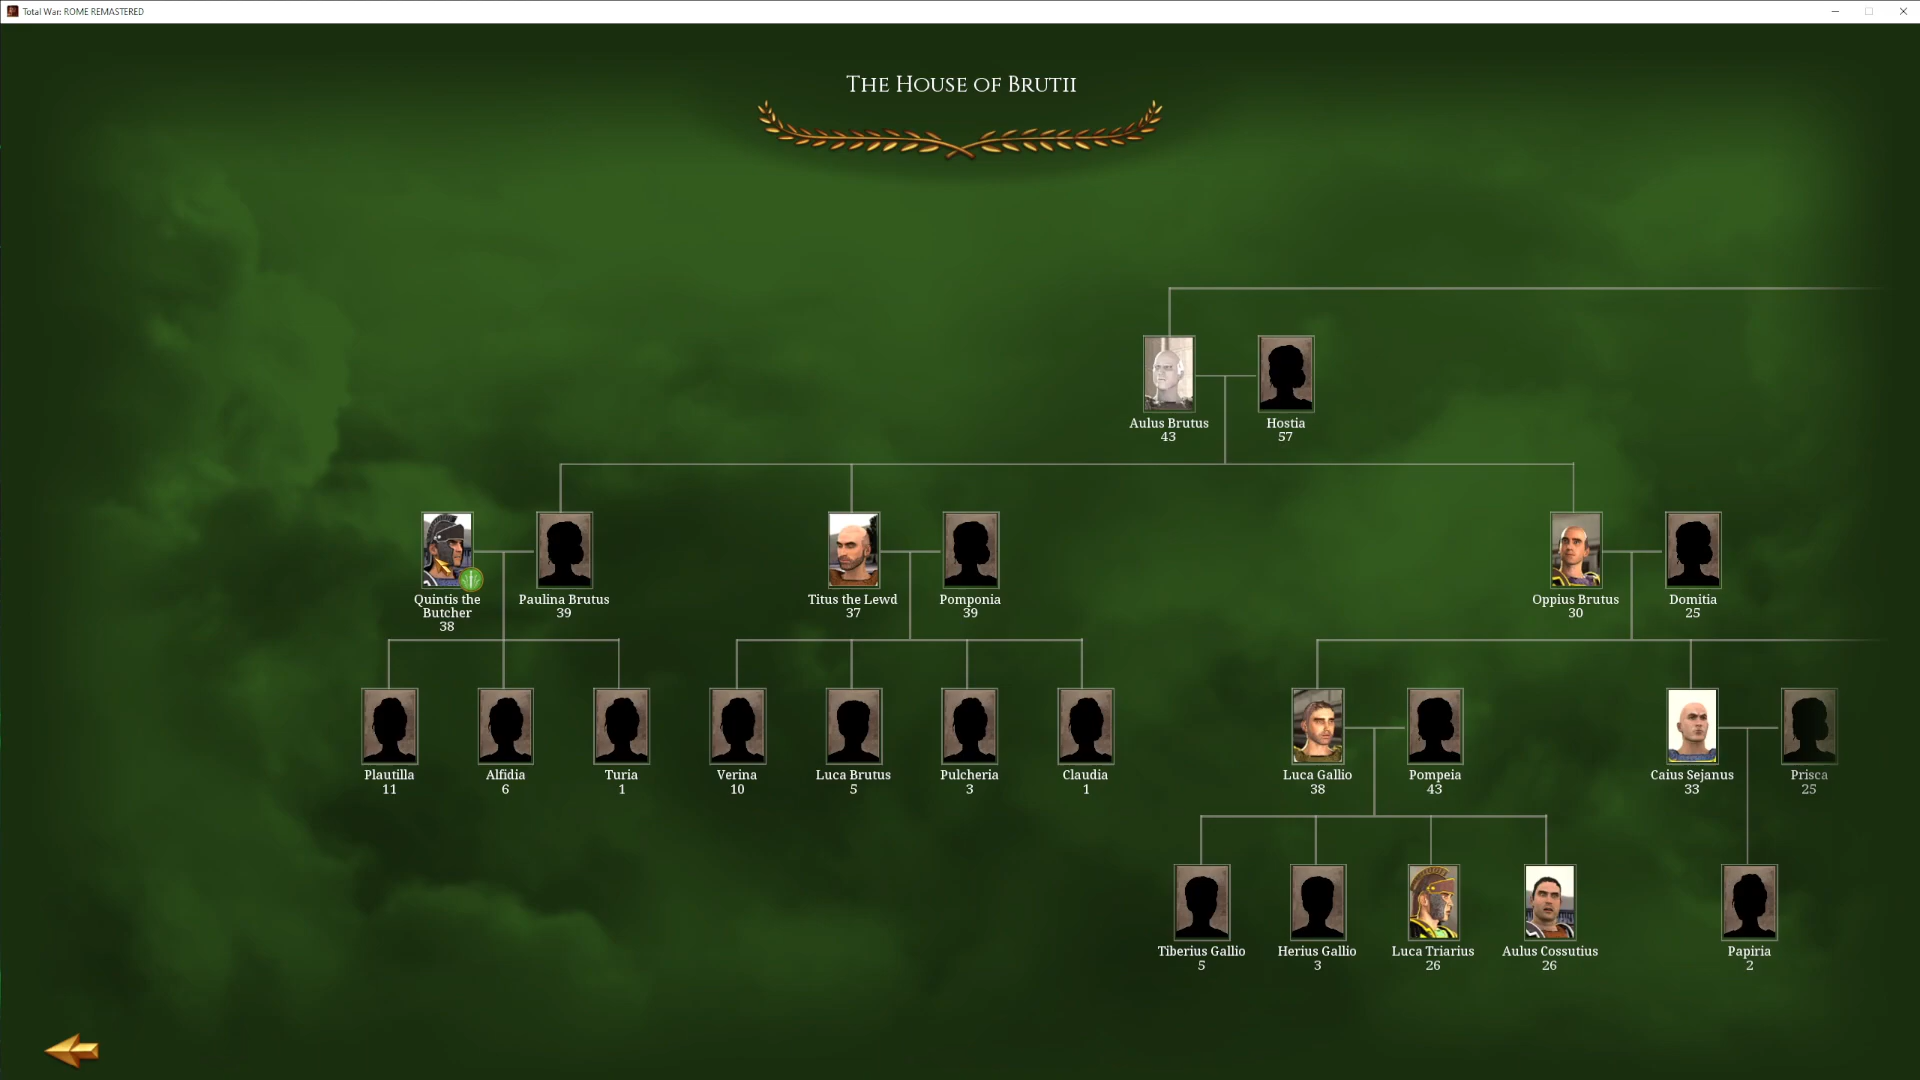 Total War: ROME REMASTERED
The House of Brutii
Aulus Brutus
43
Hostia
57
Quintis the
Butcher
38
Paulina Brutus
39
Titus the Lewd
37
Pomponia
39
Oppius Brutus
30
Domitia
25
Plautilla
11
Alfidia
6
Turia
1
Verina
10
Luca Brutus
5
Pulcheria
3
Claudia
1
Luca Gallio
38
Pompeia
43
Caius Sejanus
33
Prisca
25
Tiberius Gallio
5
Herius Gallio
3
Luca Triarius
26
Aulus Cossutius
26
Papiria
2